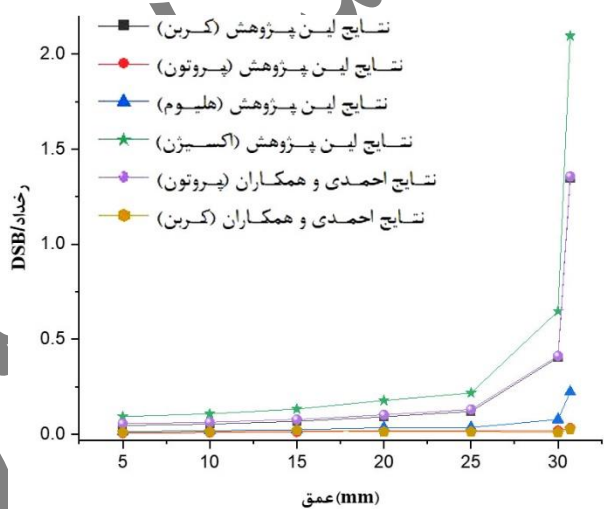 نتایج این پژوهش (کربن)
نتایج این پژوهش (پروتون)
نتایج این پژوهش (هلیوم)
نتایج این پژوهش (اکسیژن)
نتایج احمدی و همکاران (پروتون)
نتایج احمدی و همکاران (کربن)
رخداد/DSB
2.0
1.5
1.0
0.5
0.0
5 10 15 20 25 30
عمق (mm)